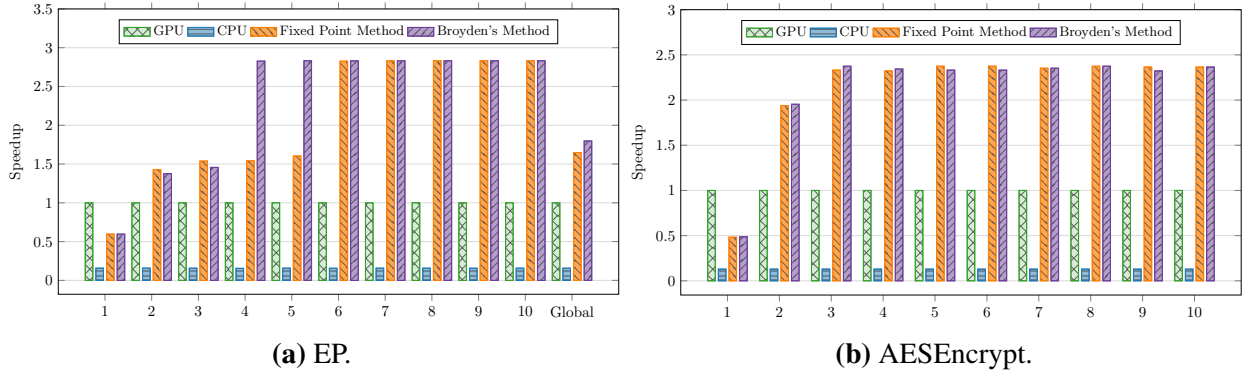 GPU CPU Fixed Point Method Broyden's Method
Speedup
3.5
3
2.5
2
1.5
1
0.5
0
1 2 3 4 5 6 7 8 9 10 Global
(a) EP.
GPU CPU Fixed Point Method Broyden's Method
Speedup
3
2.5
2
1.5
1
0.5
0
1 2 3 4 5 6 7 8 9 10
(b) AESEncrypt.